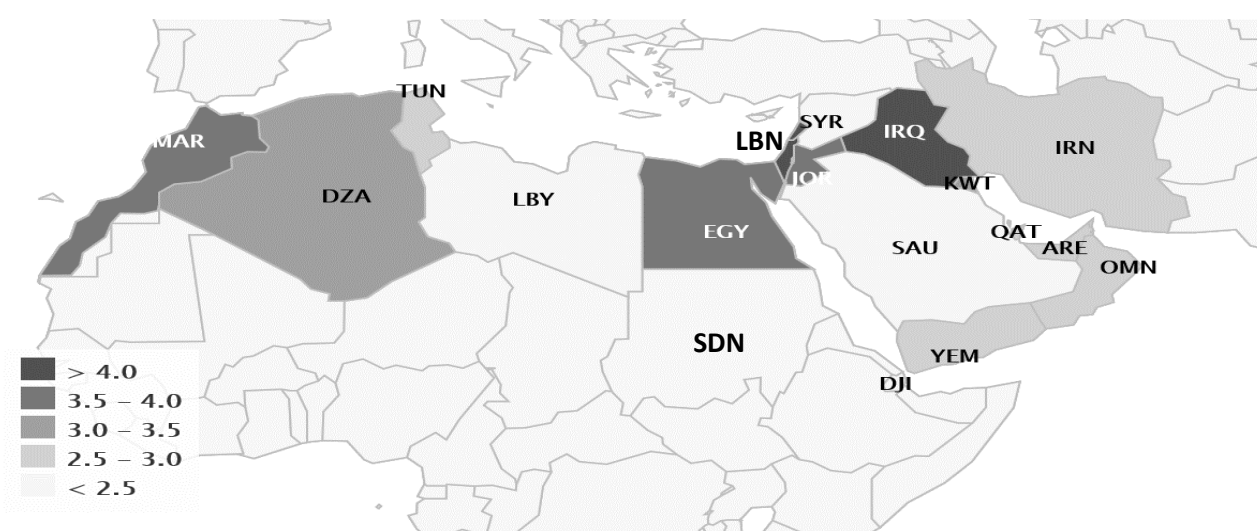 TUN
SYR
MAR
LBN
IRQ
IRN
JOR
KWT
DZA
LBY
EGY
QAT
SAU
ARE
OMN
SDN
YEM
DJI
> 4.0
3.5 – 4.0
3.0 – 3.5
2.5 – 3.0
< 2.5